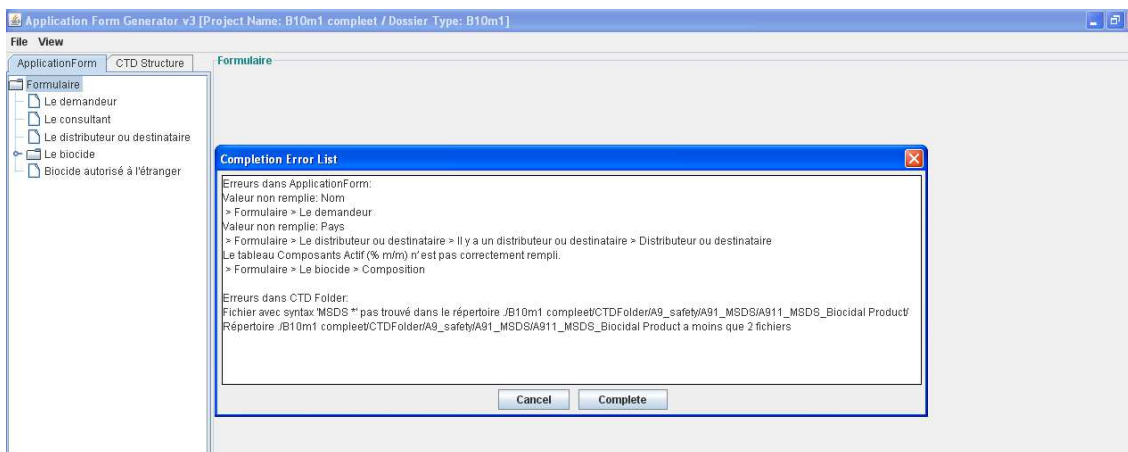 Application Form Generator v3 [Project Name: B10m1 compleet / Dossier Type: B10m1]
File View
ApplicationForm CTD Structure
Formulaire
Formulaire
Le demandeur
Le consultant
Le distributeur ou destinataire
Le biocide
Biocide autorisé à l'étranger
Completion Error List
Erreurs dans ApplicationForm:
Valeur non remplie: Nom
> Formulaire > Le demandeur
Valeur non remplie: Pays
> Formulaire > Le distributeur ou destinataire > Il y a un distributeur ou destinataire > Distributeur ou destinataire
Le tableau Composants Actif (% m/m) n'est pas correctement rempli.
> Formulaire > Le biocide > Composition
Erreurs dans CTD Folder:
Fichier avec syntax 'MSDS *' pas trouvé dans le répertoire ./B10m1 compleet/CTDFolder/A9_safety/A91_MSDS/A911_MSDS_Biocidal Product/
Répertoire ./B10m1 compleet/CTDFolder/A9_safety/A91_MSDS/A911_MSDS_Biocidal Product a moins que 2 fichiers
Cancel Complete